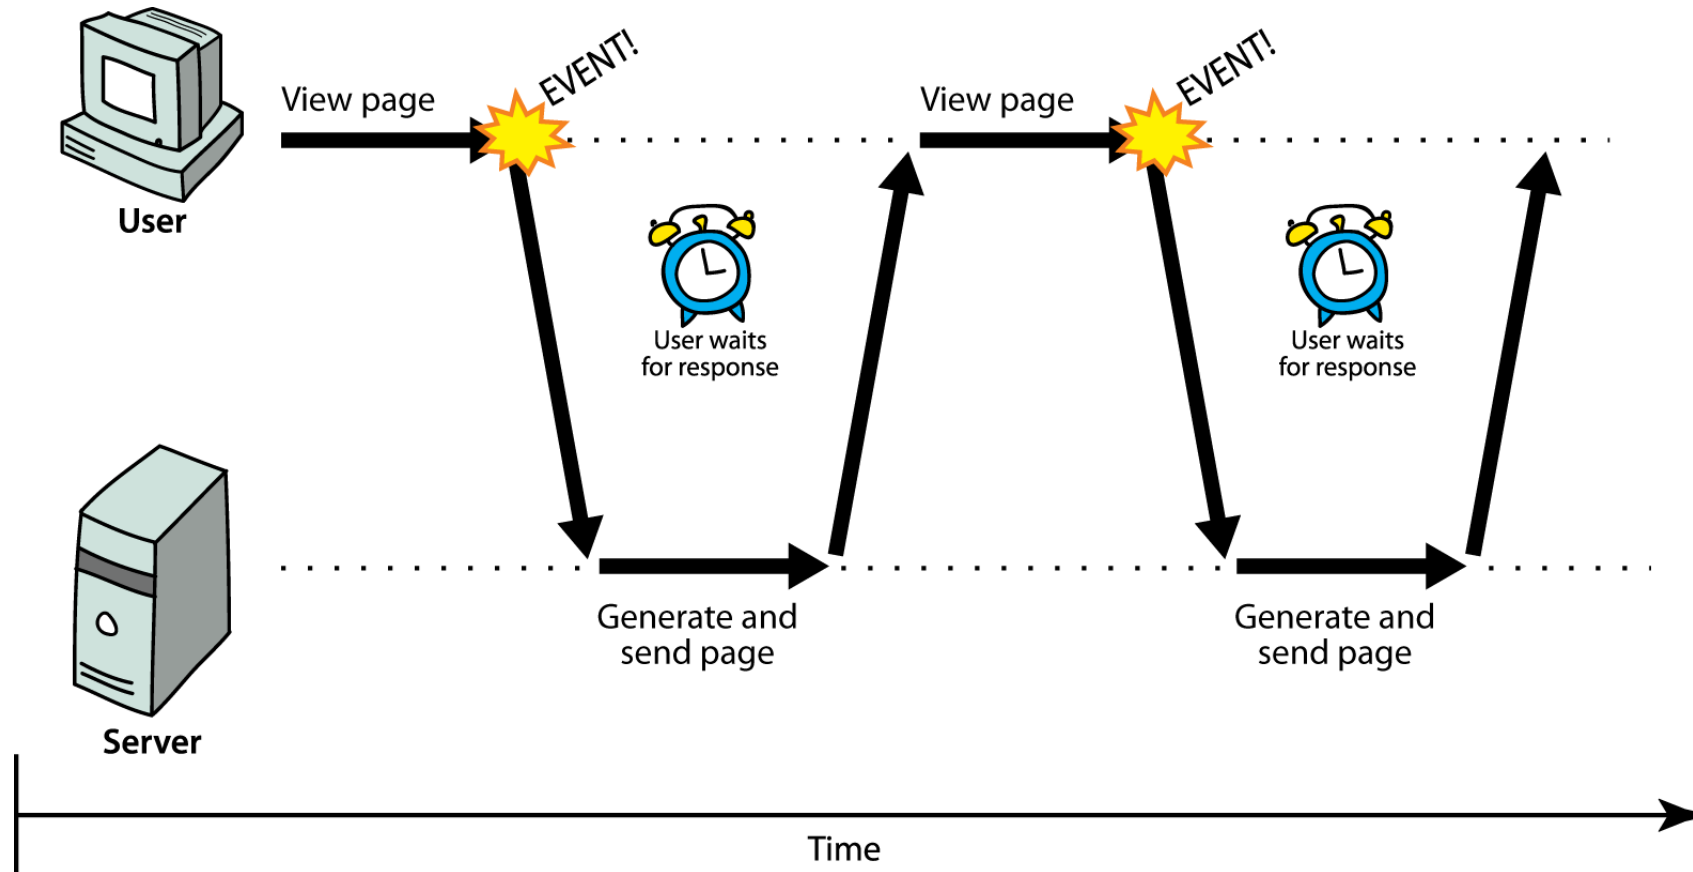 View page
EVENT!
View page
EVENT!
User
User waits
for response
User waits
for response
Generate and
send page
Generate and
send page
Server
Time